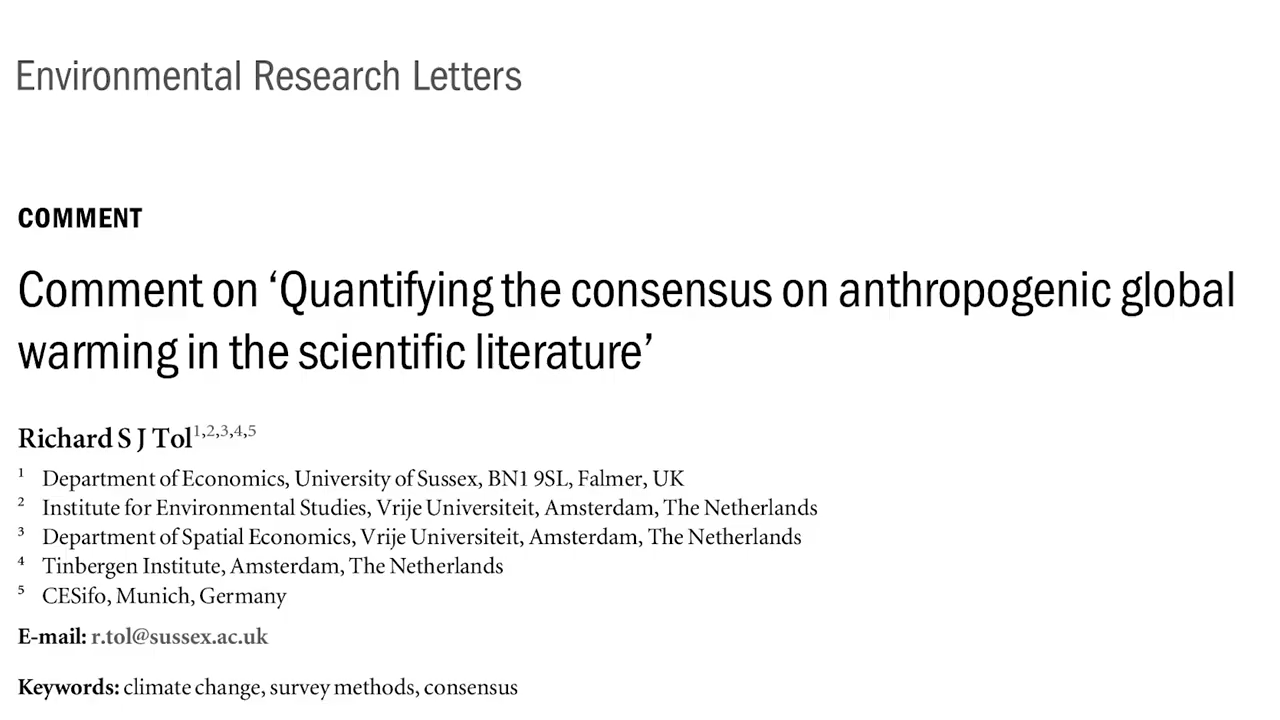 Environmental Research Letters
COMMENT
Comment on ‘Quantifying the consensus on anthropogenic global
warming in the scientific literature’
Richard S J Tol1,2,3,4,5
1 Department of Economics, University of Sussex, BN1 9SL, Falmer, UK
2 Institute for Environmental Studies, Vrije Universiteit, Amsterdam, The Netherlands
3 Department of Spatial Economics, Vrije Universiteit, Amsterdam, The Netherlands
4 Tinbergen Institute, Amsterdam, The Netherlands
5 CESifo, Munich, Germany
E-mail: r.tol@sussex.ac.uk
Keywords: climate change, survey methods, consensus